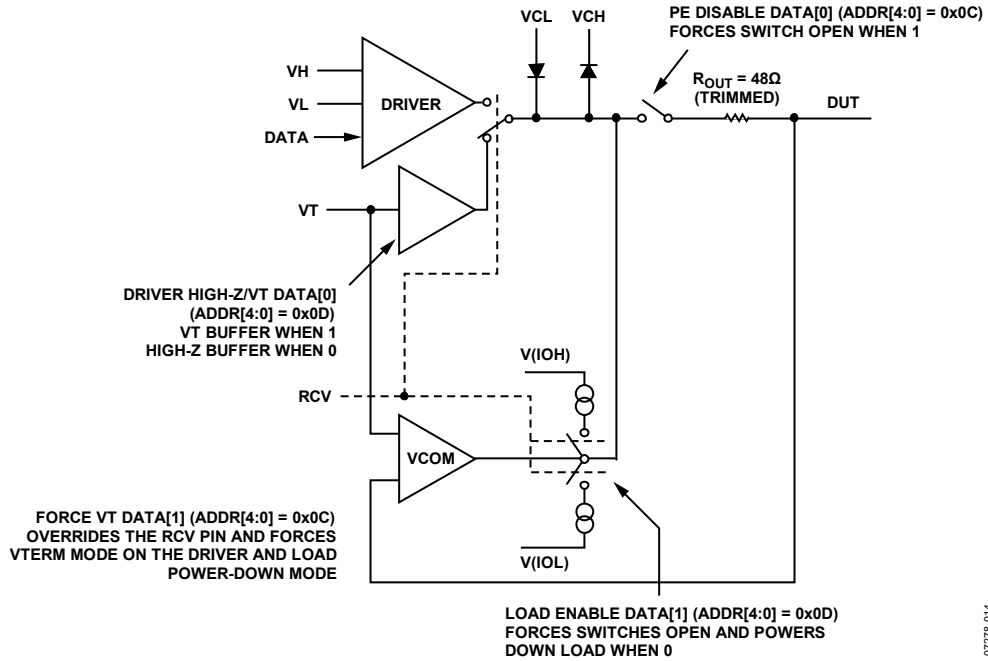 VCL
VCH
PE DISABLE DATA[0] (ADDR[4:0] = 0x0C)
FORCES SWITCH OPEN WHEN 1
ROUT = 48Ω
(TRIMMED)
DUT
VH
VL
DATA
DRIVER
VT
DRIVER HIGH-Z/VT DATA[0]
(ADDR[4:0] = 0x0D)
VT BUFFER WHEN 1
HIGH-Z BUFFER WHEN 0
V(IOH)
RCV
VCOM
FORCE VT DATA[1] (ADDR[4:0] = 0x0C)
OVERRIDES THE RCV PIN AND FORCES
VTERM MODE ON THE DRIVER AND LOAD
POWER-DOWN MODE
V(IOL)
LOAD ENABLE DATA[1] (ADDR[4:0] = 0x0D)
FORCES SWITCHES OPEN AND POWERS
DOWN LOAD WHEN 0
07278-014